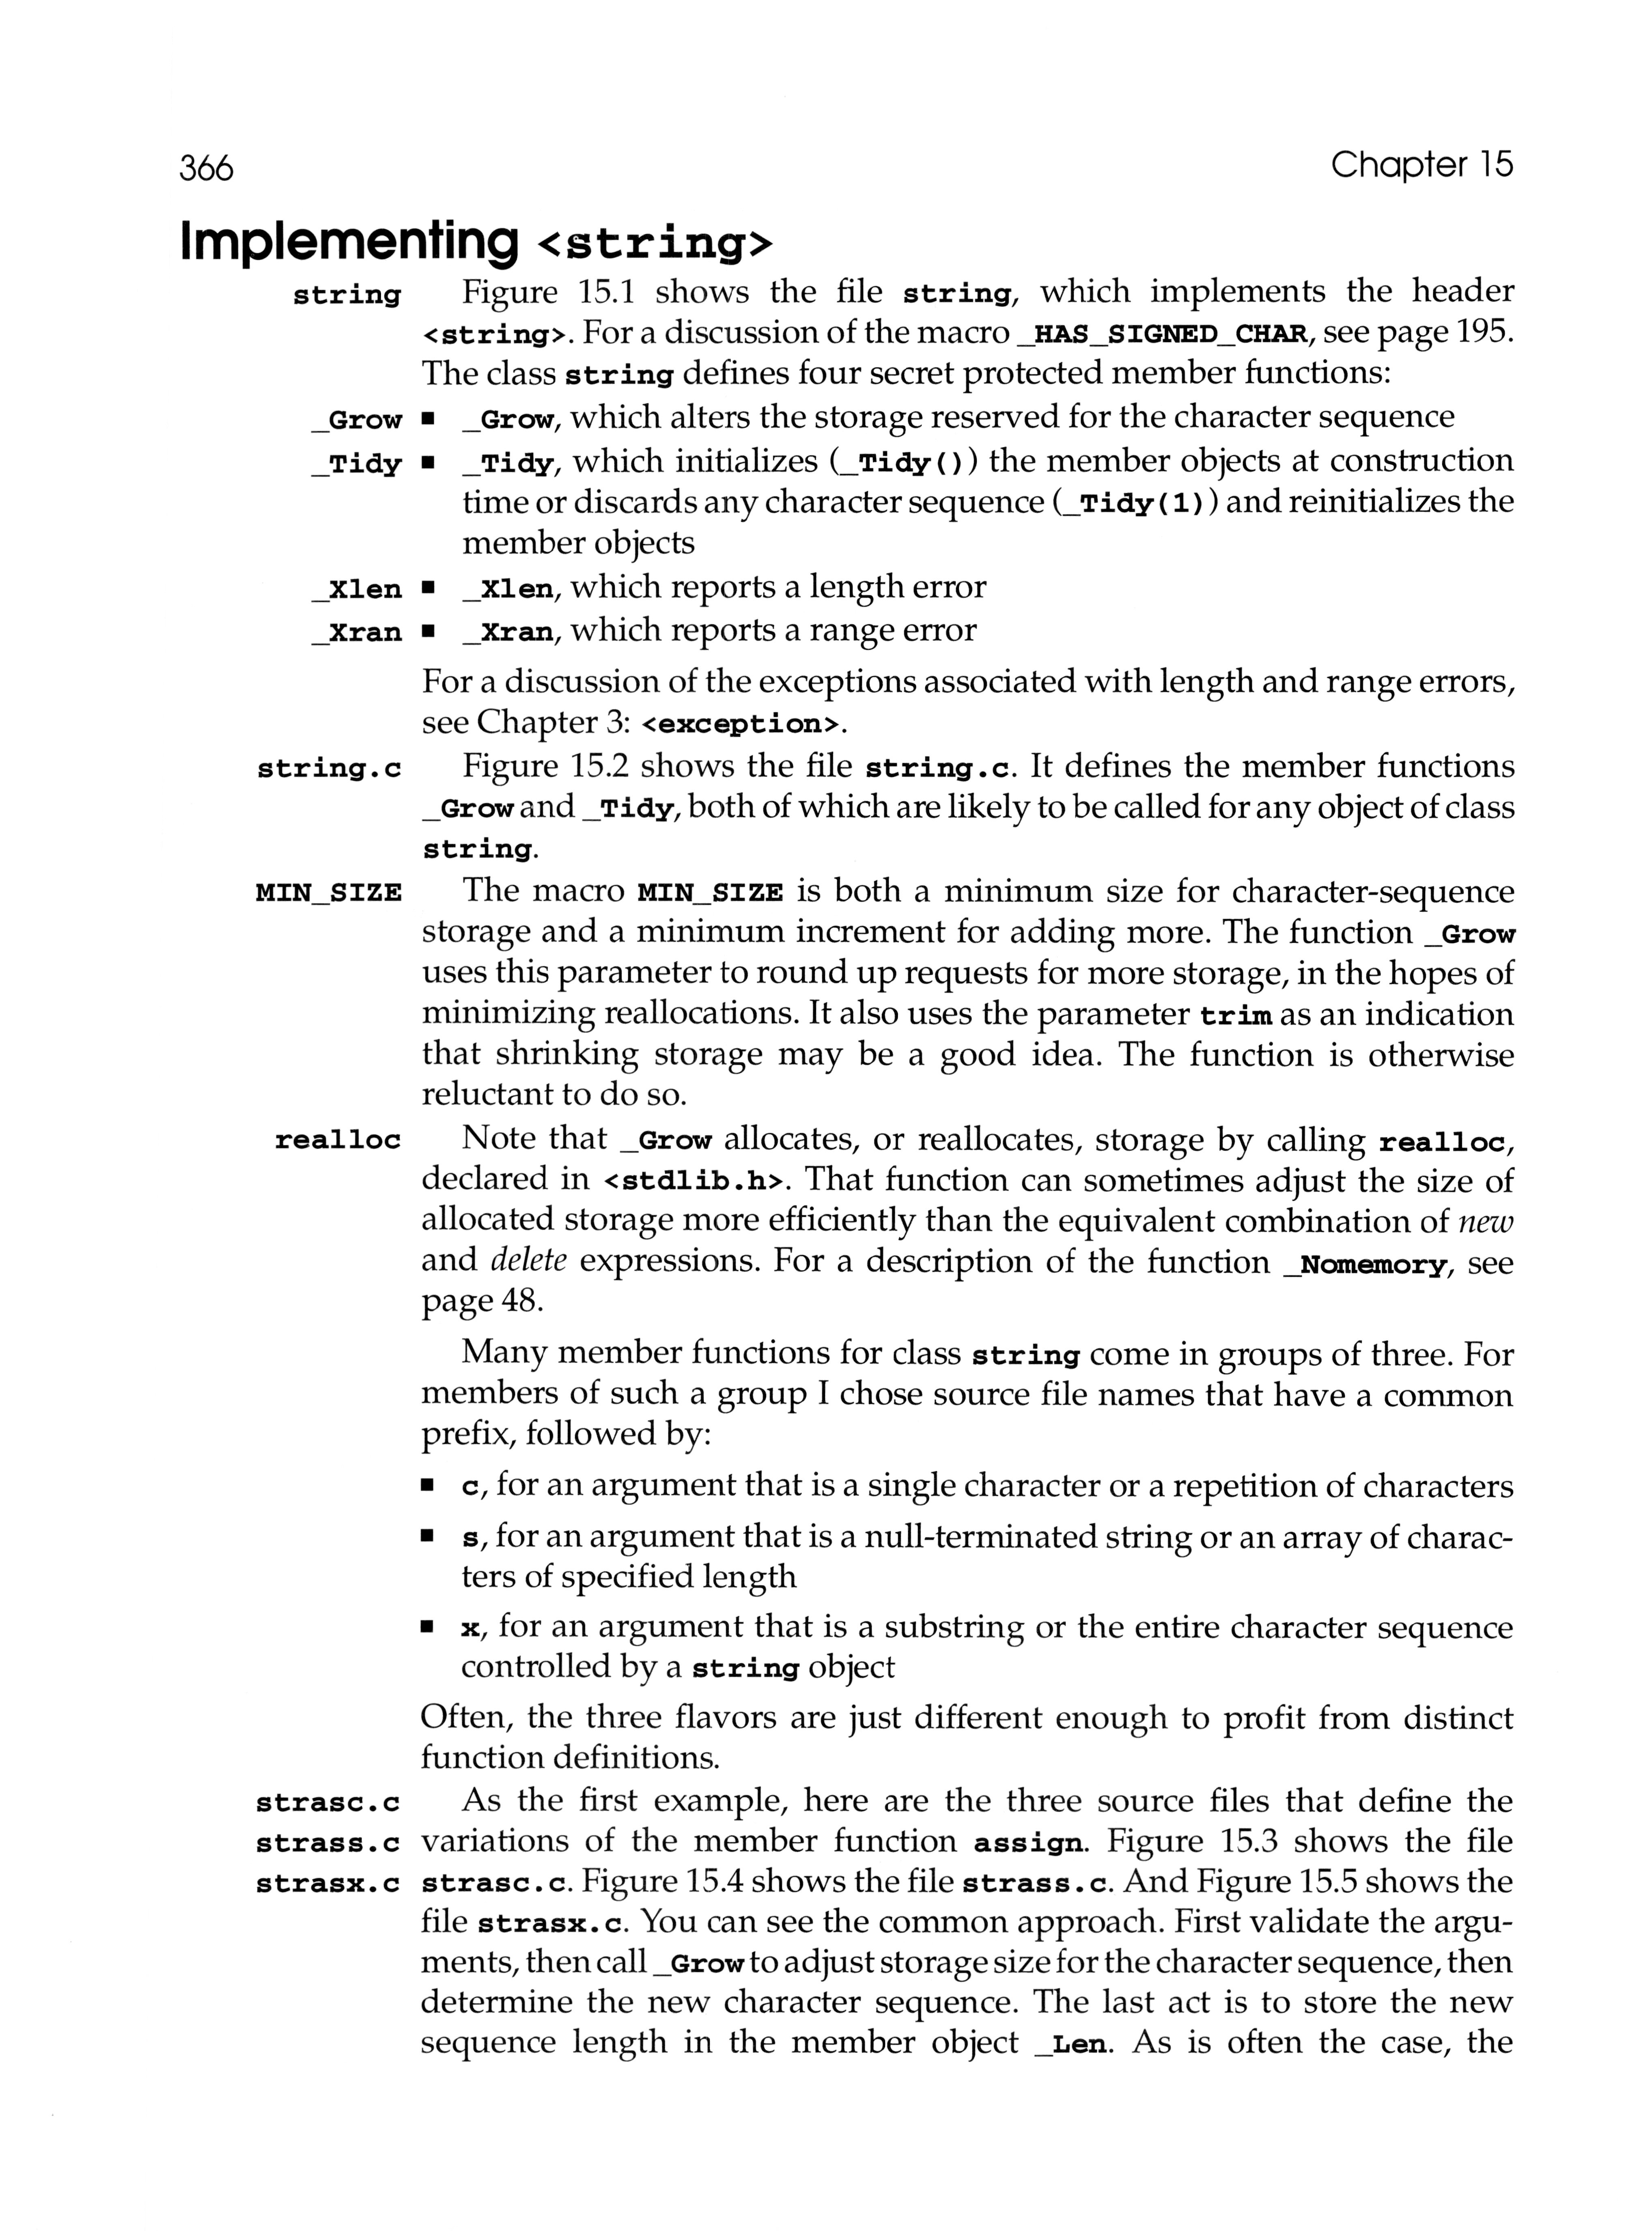 366 Chapter 15
Implementing <string>
string Figure 15.1 shows the file string, which implements the header
<string>. For a discussion of the macro _HAS_SIGNED_CHAR, see page 195.
The class string defines four secret protected member functions:
_Grow ■ _Grow, which alters the storage reserved for the character sequence
_Tidy ■ _Tidy, which initializes (_Tidy()) the member objects at construction
time or discards any character sequence (_Tidy(1)) and reinitializes the
member objects
_Xlen ■ _Xlen, which reports a length error
_Xran ■ _Xran, which reports a range error
For a discussion of the exceptions associated with length and range errors,
see Chapter 3: <exception>.
string.c Figure 15.2 shows the file string.c. It defines the member functions
_Grow and _Tidy, both of which are likely to be called for any object of class
string.
MIN_SIZE The macro MIN_SIZE is both a minimum size for character-sequence
storage and a minimum increment for adding more. The function _Grow
uses this parameter to round up requests for more storage, in the hopes of
minimizing reallocations. It also uses the parameter trim as an indication
that shrinking storage may be a good idea. The function is otherwise
reluctant to do so.
realloc Note that _Grow allocates, or reallocates, storage by calling realloc,
declared in <stdlib.h>. That function can sometimes adjust the size of
allocated storage more efficiently than the equivalent combination of new
and delete expressions. For a description of the function _Nomemory, see
page 48.
Many member functions for class string come in groups of three. For
members of such a group I chose source file names that have a common
prefix, followed by:
■ c, for an argument that is a single character or a repetition of characters
■ s, for an argument that is a null-terminated string or an array of charac-
ters of specified length
■ x, for an argument that is a substring or the entire character sequence
controlled by a string object
Often, the three flavors are just different enough to profit from distinct
function definitions.
strasc.c As the first example, here are the three source files that define the
strass.c variations of the member function assign. Figure 15.3 shows the file
strasx.c strasc.c. Figure 15.4 shows the file strass.c. And Figure 15.5 shows the
file strasx.c. You can see the common approach. First validate the argu-
ments, then call _Grow to adjust storage size for the character sequence, then
determine the new character sequence. The last act is to store the new
sequence length in the member object _Len. As is often the case, the